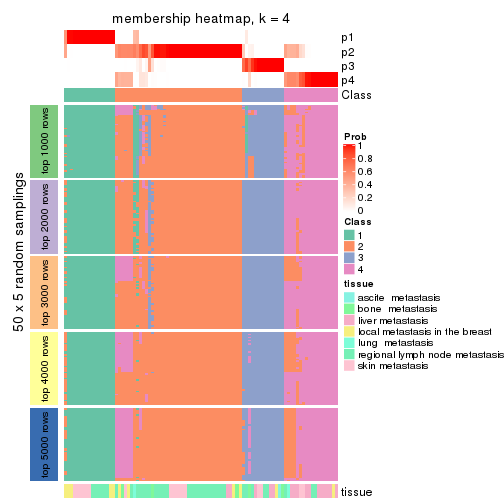 membership heatmap, k = 4
p1
p2
p3
p4
Class
50 x 5 random samplings
top 1000 rows
top 2000 rows
top 3000 rows
top 4000 rows
top 5000 rows
tissue
Prob
1
0.8
0.6
0.4
0.2
0
Class
1
2
3
4
tissue
ascite metastasis
bone metastasis
liver metastasis
local metastasis in the breast
lung metastasis
regional lymph node metastasis
skin metastasis